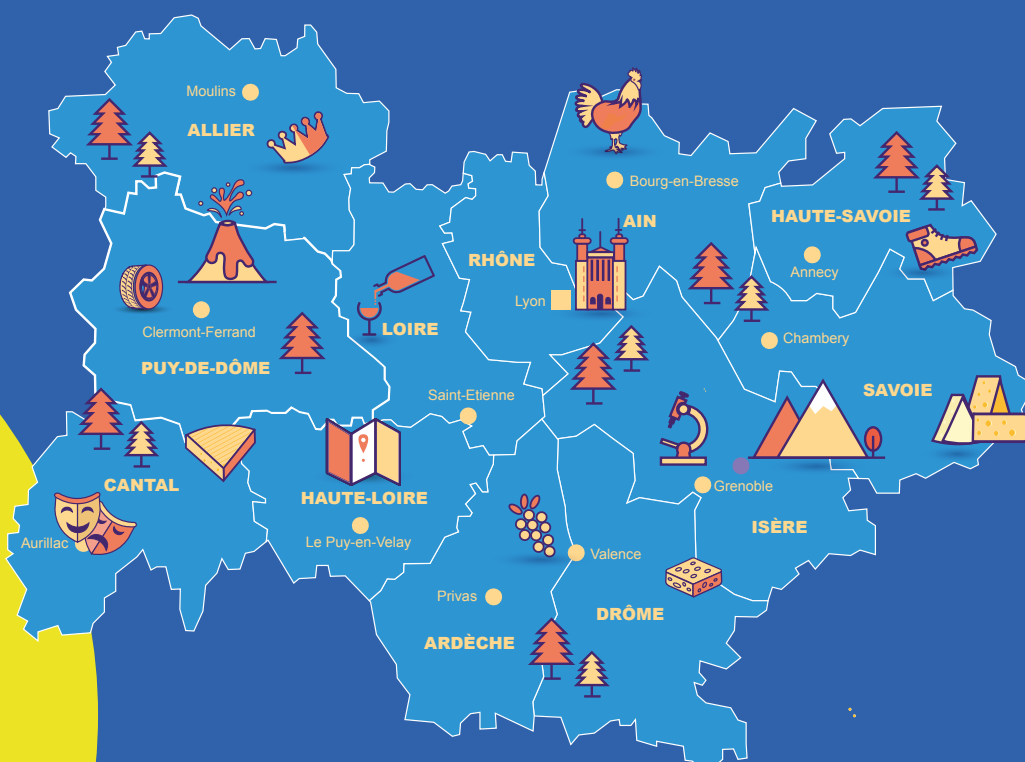 Moulins
ALLIER
Bourg-en-Bresse
AIN
HAUTE-SAVOIE
Annecy
RHÔNE
Lyon
Clermont-Ferrand
LOIRE
Chambery
PUY-DE-DÔME
SAVOIE
Saint-Etienne
CANTAL
HAUTE-LOIRE
Grenoble
ISÈRE
Aurillac
Le Puy-en-Velay
Valence
Privas
DRÔME
ARDÈCHE